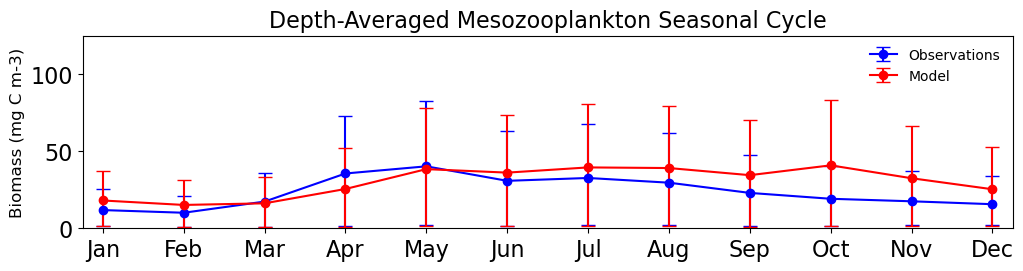 Depth-Averaged Mesozooplankton Seasonal Cycle
Biomass (mg C m-3)
100
50
0
Observations
Model
Jan Feb Mar Apr May Jun Jul Aug Sep Oct Nov Dec